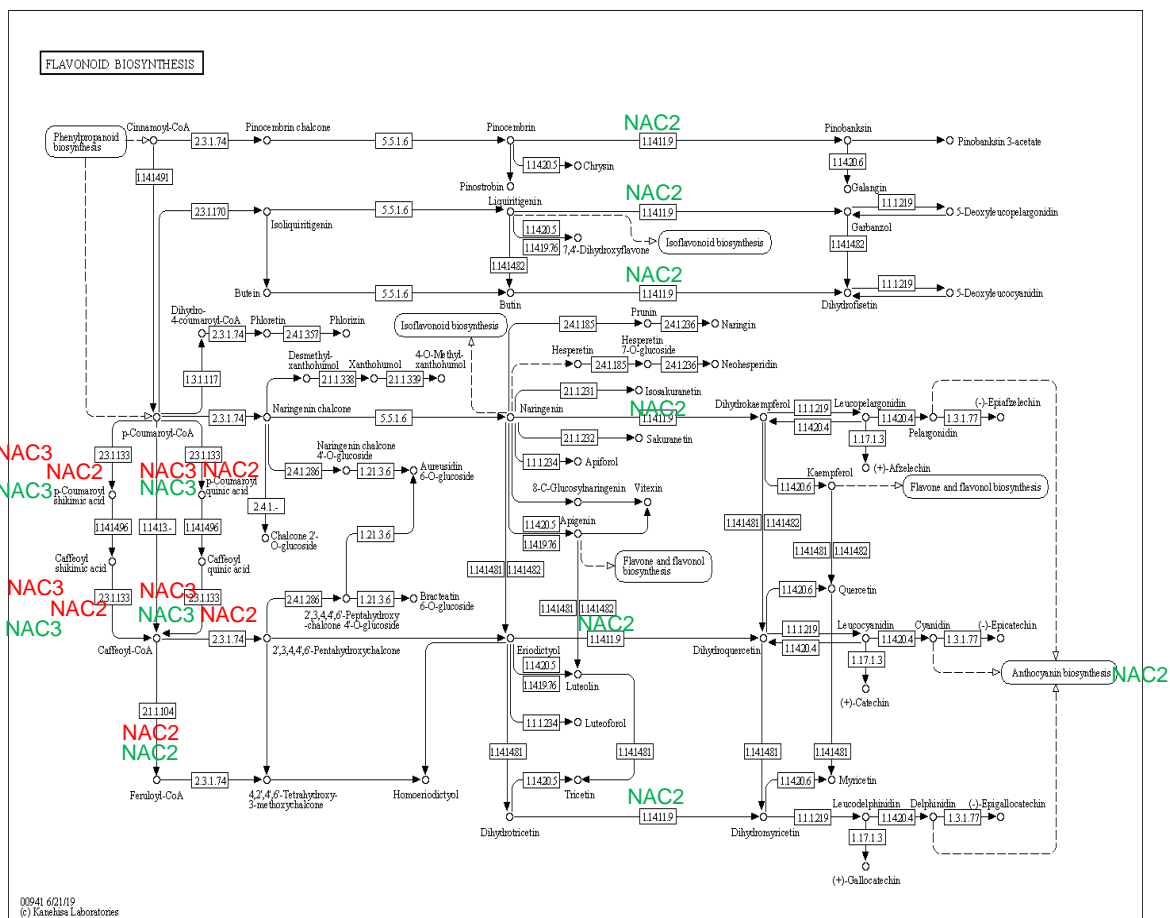 FLAVONOID BIOSYNTHESIS
Phenylpropanoid
biosynthesis
Cinnamoyl-CoA
2.3.1.74
Pinocembrin chalcone
5.5.1.6
Pinocembrin
NAC2
1.14.11.9
Pinobanksin
Pinobanksin 3-acetate
1.14.20.5
Chrysin
1.14.20.6
1.14.14.91
Pinostrobin
Galangin
NAC2
2.3.1.170
Isoliquiritigenin
5.5.1.6
Liquiritigenin
1.14.11.9
Garbanzol
1.1.1.219
5-Deoxyleucopelargonidin
1.14.20.5
1.14.19.76
7,4'-Dihydroxyflavone
Isoflavonoid biosynthesis
1.14.14.82
1.14.14.82
NAC2
Butein
5.5.1.6
Butin
1.14.11.9
Dihydrofisetin
1.1.1.219
5-Deoxyleucocyanidin
Dihydro-
4-coumaroyl-CoA
2.3.1.74
Phloretin
2.4.1.357
Phlorizin
Isoflavonoid biosynthesis
2.4.1.185
Prunin
2.4.1.236
Naringin
Desmethyl-
xanthohumol
2.1.1.338
Xanthohumol
2.1.1.339
4-O-Methyl-
xanthohumol
Hesperetin
2.4.1.185
Hesperetin
7-O-glucoside
2.4.1.236
Neohesperidin
1.3.1.117
2.1.1.231
Isosakuranetin
p-Coumaroyl-CoA
2.3.1.74
Naringenin chalcone
5.5.1.6
Naringenin
NAC2
1.14.11.9
Dihydrokaempferol
1.1.1.219
1.14.20.4
Leucopelargonidin
1.14.20.4
Pelargonidin
1.3.1.77
(-)-Epiafzelechin
2.1.1.232
Sakuranetin
1.17.1.3
(+)-Afzelechin
NAC3
2.3.1.133
2.3.1.133
NAC2
NAC3
NAC2
NAC3
NAC3
p-Coumaroyl
shikimic acid
p-Coumaroyl
quinic acid
2.4.1.286
Naringenin chalcone
4'-O-glucoside
1.21.3.6
Aureusidin
6-O-glucoside
1.1.1.234
Apiforol
1.14.20.6
Kaempferol
Flavone and flavonol biosynthesis
8-C-Glucosylnaringenin
Vitexin
2.4.1.-
Chalcone 2'-
O-glucoside
1.14.14.96
1.14.13.-
1.14.14.96
1.21.3.6
1.14.20.5
1.14.19.76
Apigenin
1.14.14.81
1.14.14.82
Caffeoyl
shikimic acid
Caffeoyl
quinic acid
Flavone and flavonol
biosynthesis
1.14.14.81
1.14.14.82
1.14.14.81
1.14.14.82
NAC3
2.3.1.133
NAC2
NAC3
NAC3
2.3.1.133
NAC2
NAC3
2.4.1.286
2',3,4,4',6'-Peptahydroxy
-chalcone 4'-O-glucoside
1.21.3.6
Bracteatin
6-O-glucoside
1.14.14.81
1.14.14.82
1.14.20.6
Quercetin
NAC2
Caffeoyl-CoA
2.3.1.74
2',3,4,4',6'-Pentahydroxychalcone
Eriodictyol
1.14.11.9
Dihydroquercetin
1.1.1.219
1.14.20.4
Leucocyanidin
1.14.20.4
Cyanidin
1.3.1.77
(-)-Epicatechin
1.14.20.5
1.14.19.76
Luteolin
1.17.1.3
(+)-Catechin
Anthocyanin biosynthesis
NAC2
2.1.1.104
NAC2
NAC2
1.1.1.234
Luteoforol
1.14.14.81
1.14.14.81
1.14.14.81
1.14.14.81
Feruloyl-CoA
2.3.1.74
4,2',4',6'-Tetrahydroxy-
3-methoxychalcone
Homoeriodictyol
1.14.20.5
Tricetin
1.14.20.6
Myricetin
NAC2
Dihydrotricetin
1.14.11.9
Dihydromyricetin
1.1.1.219
Leucodelphinidin
1.14.20.4
Delphinidin
1.3.1.77
(-)-Epigallocatechin
1.17.1.3
(+)-Gallocatechin
00941 6/21/19
(c) Kanehisa Laboratories